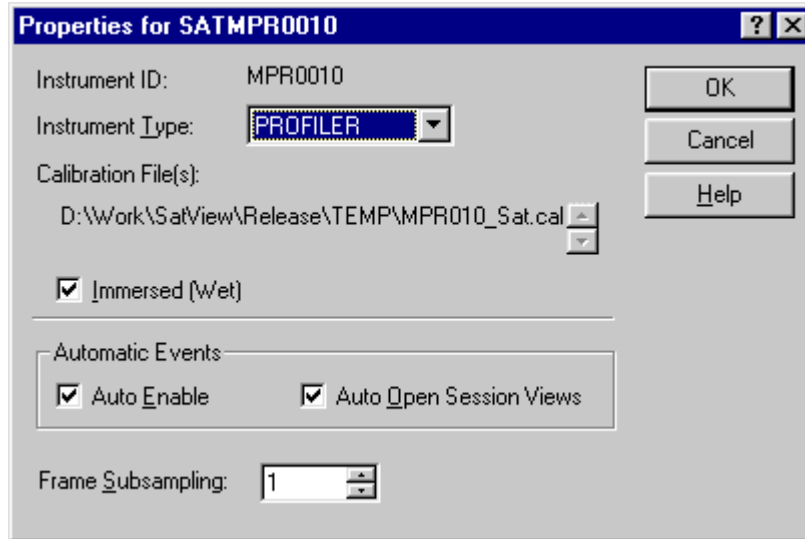 Properties for SATMPR0010
Instrument ID: MPR0010
OK
Instrument Type: PROFILER
Cancel
Calibration File(s):
Help
D:\Work\SatView\Release\TEMP\MPR010_Sat.cal
Immersed (Wet)
Automatic Events
Auto Enable Auto Open Session Views
Frame Subsampling: 1